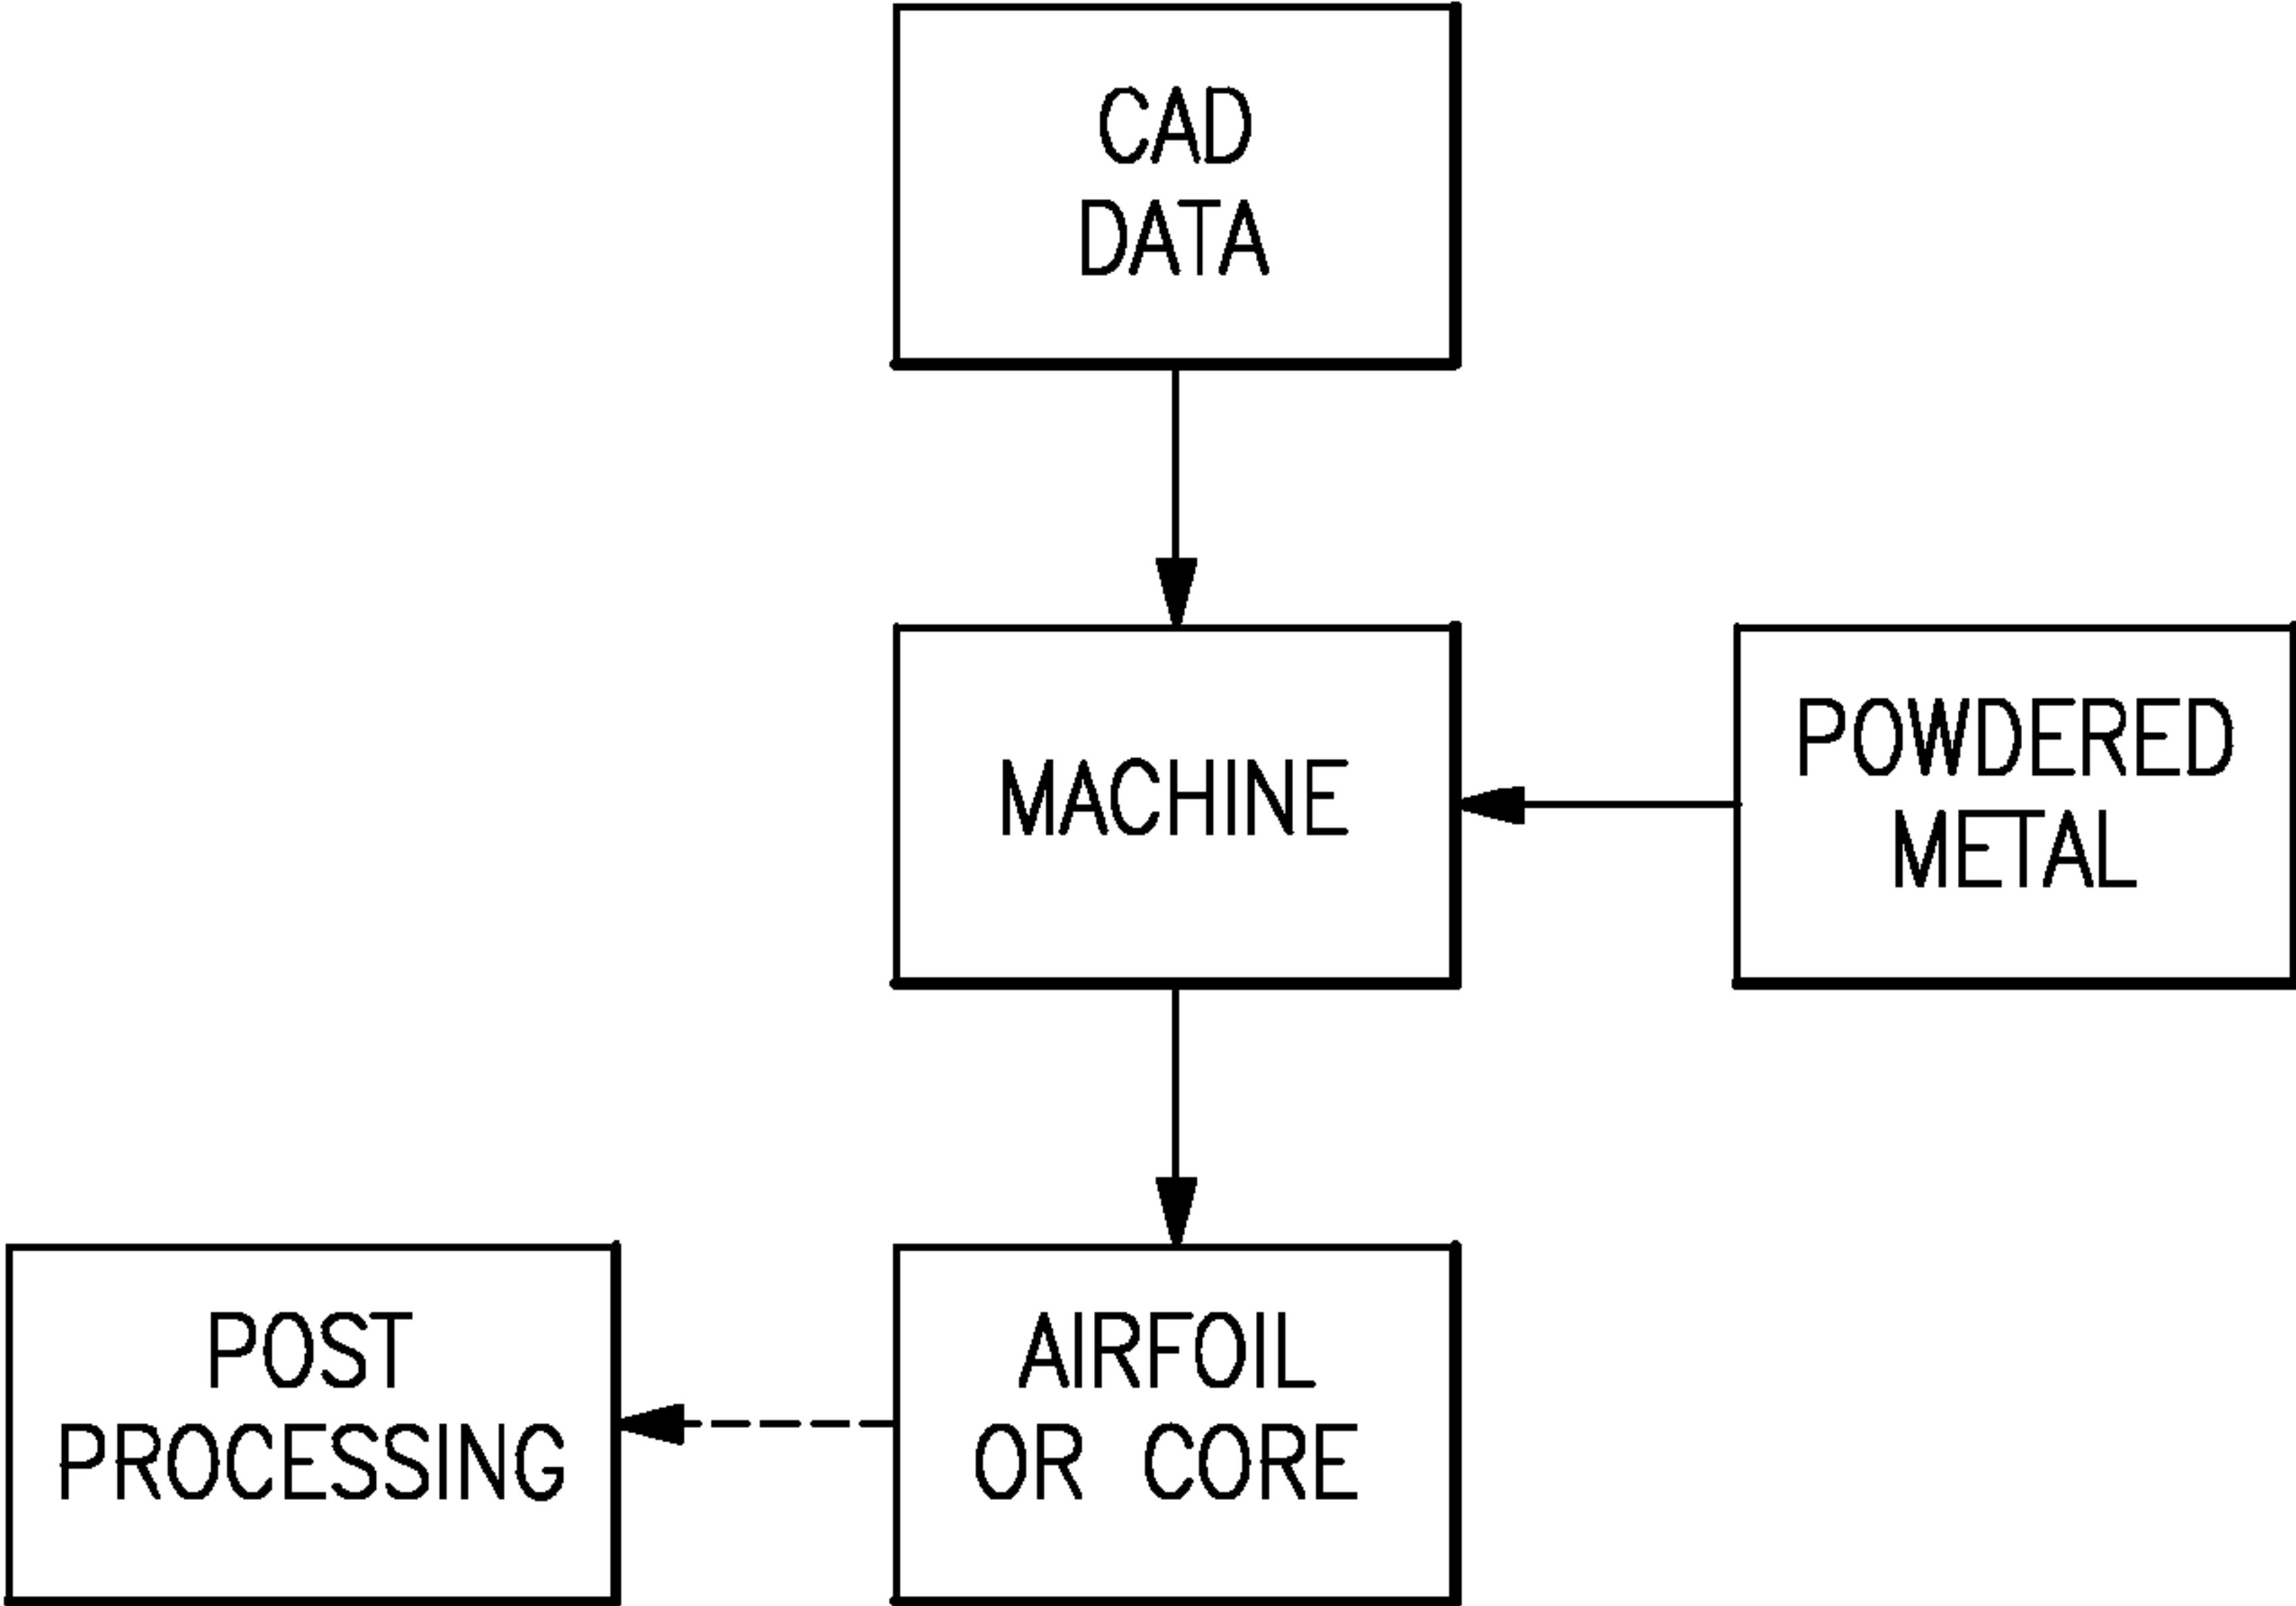 CAD
DATA
MACHINE
POWDERED
METAL
POST
PROCESSING
AIRFOIL
OR CORE